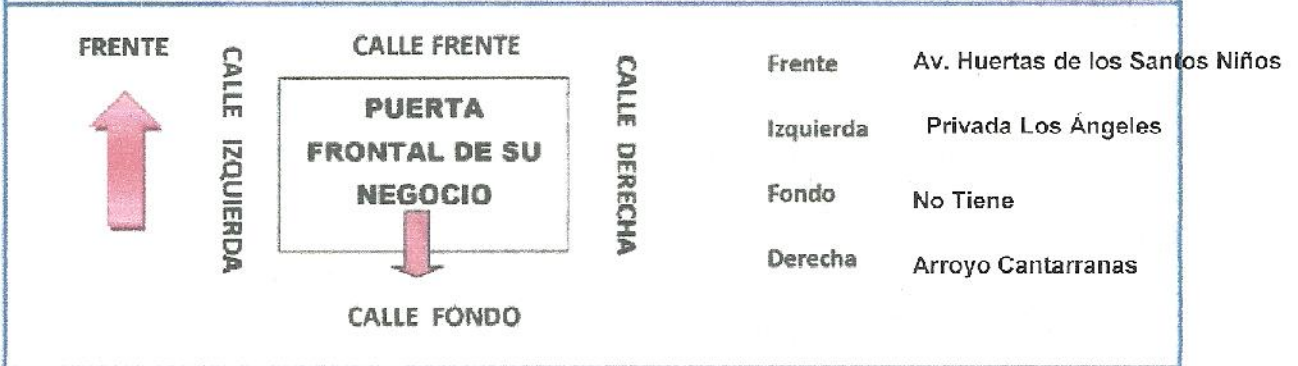 FRENTE
CALLE IZQUIERDA
CALLE FRENTE
PUERTA
FRONTAL DE SU
NEGOCIO
CALLE FONDO
CALLE DERECHA
Frente Av. Huertas de los Santos Niños
Izquierda Privada Los Ángeles
Fondo No Tiene
Derecha Arroyo Cantarranas